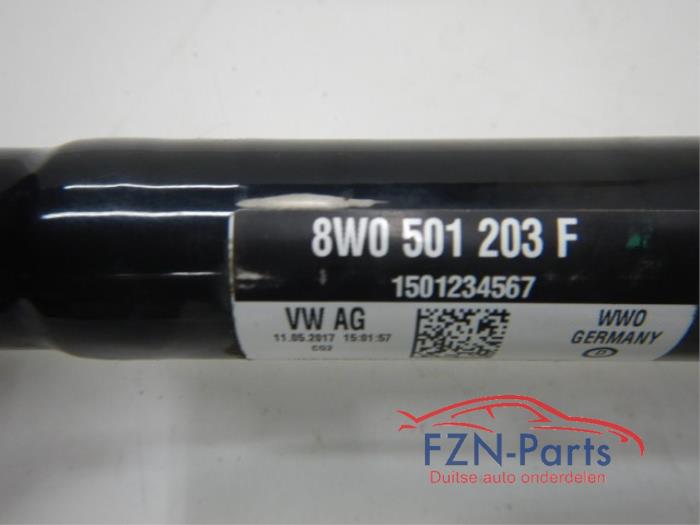 8W0 501 203 F
1501234567
VW AG
11.05.2017 15:01:57
CQ2
WWO
GERMANY
FZN-Parts
Duitse auto onderdelen